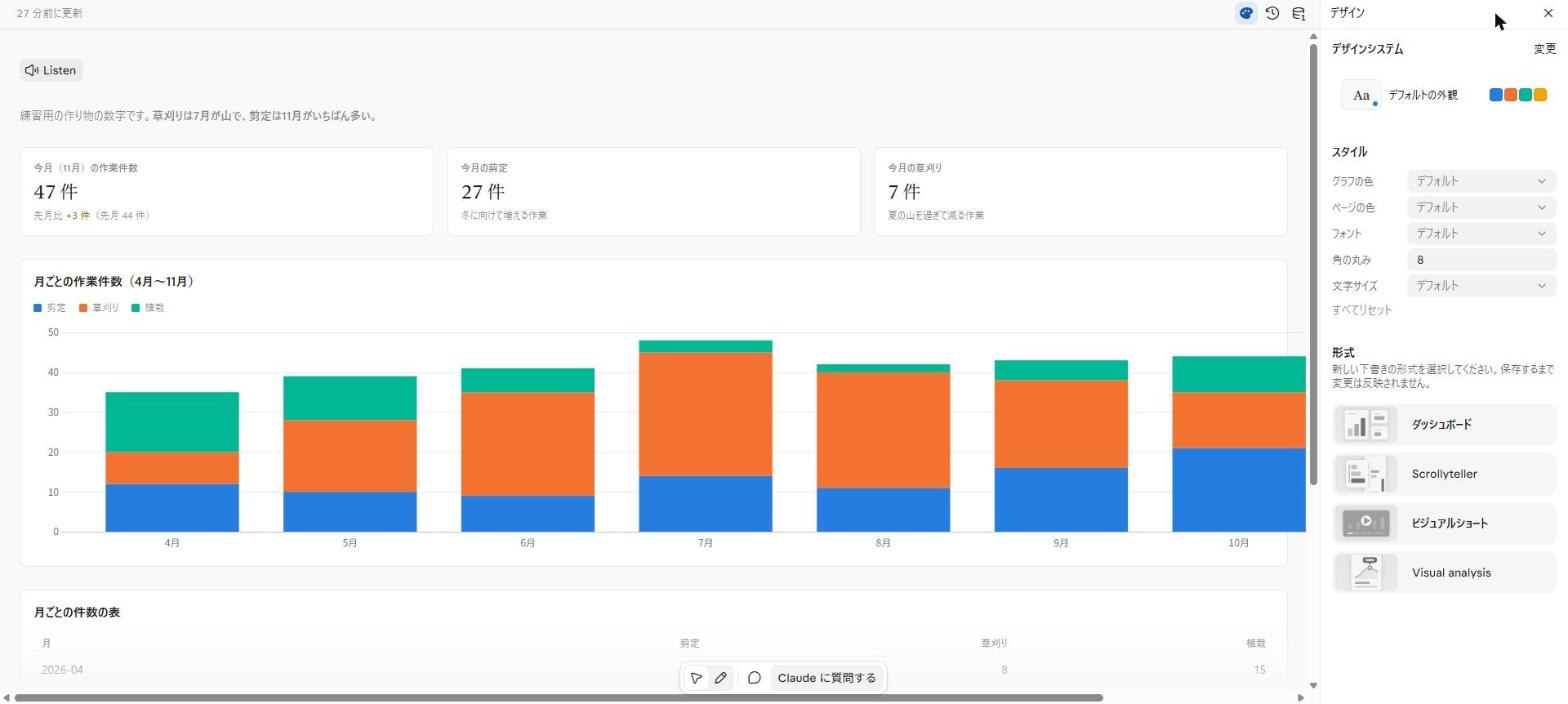 27 分前に更新
デザイン
Listen
練習用の作り物の数字です。草刈りは7月が山で、剪定は11月がいちばん多い。
今月（11月）の作業件数
47 件
先月比 +3 件（先月 44 件）
今月の剪定
27 件
冬に向けて増える作業
今月の草刈り
7 件
夏の山を過ぎて減る作業
月ごとの作業件数（4月〜11月）
剪定 草刈り 植栽
50
40
30
20
10
0
4月 5月 6月 7月 8月 9月 10月
月ごとの件数の表
月 剪定 草刈り 植栽
2026-04 8 15
Claude に質問する
デザインシステム 変更
Aa デフォルトの外観
スタイル
グラフの色 デフォルト
ページの色 デフォルト
フォント デフォルト
角の丸み 8
文字サイズ デフォルト
すべてリセット
形式
新しい下書きの形式を選択してください。保存するまで
変更は反映されません。
ダッシュボード
Scrollyteller
ビジュアルショート
Visual analysis